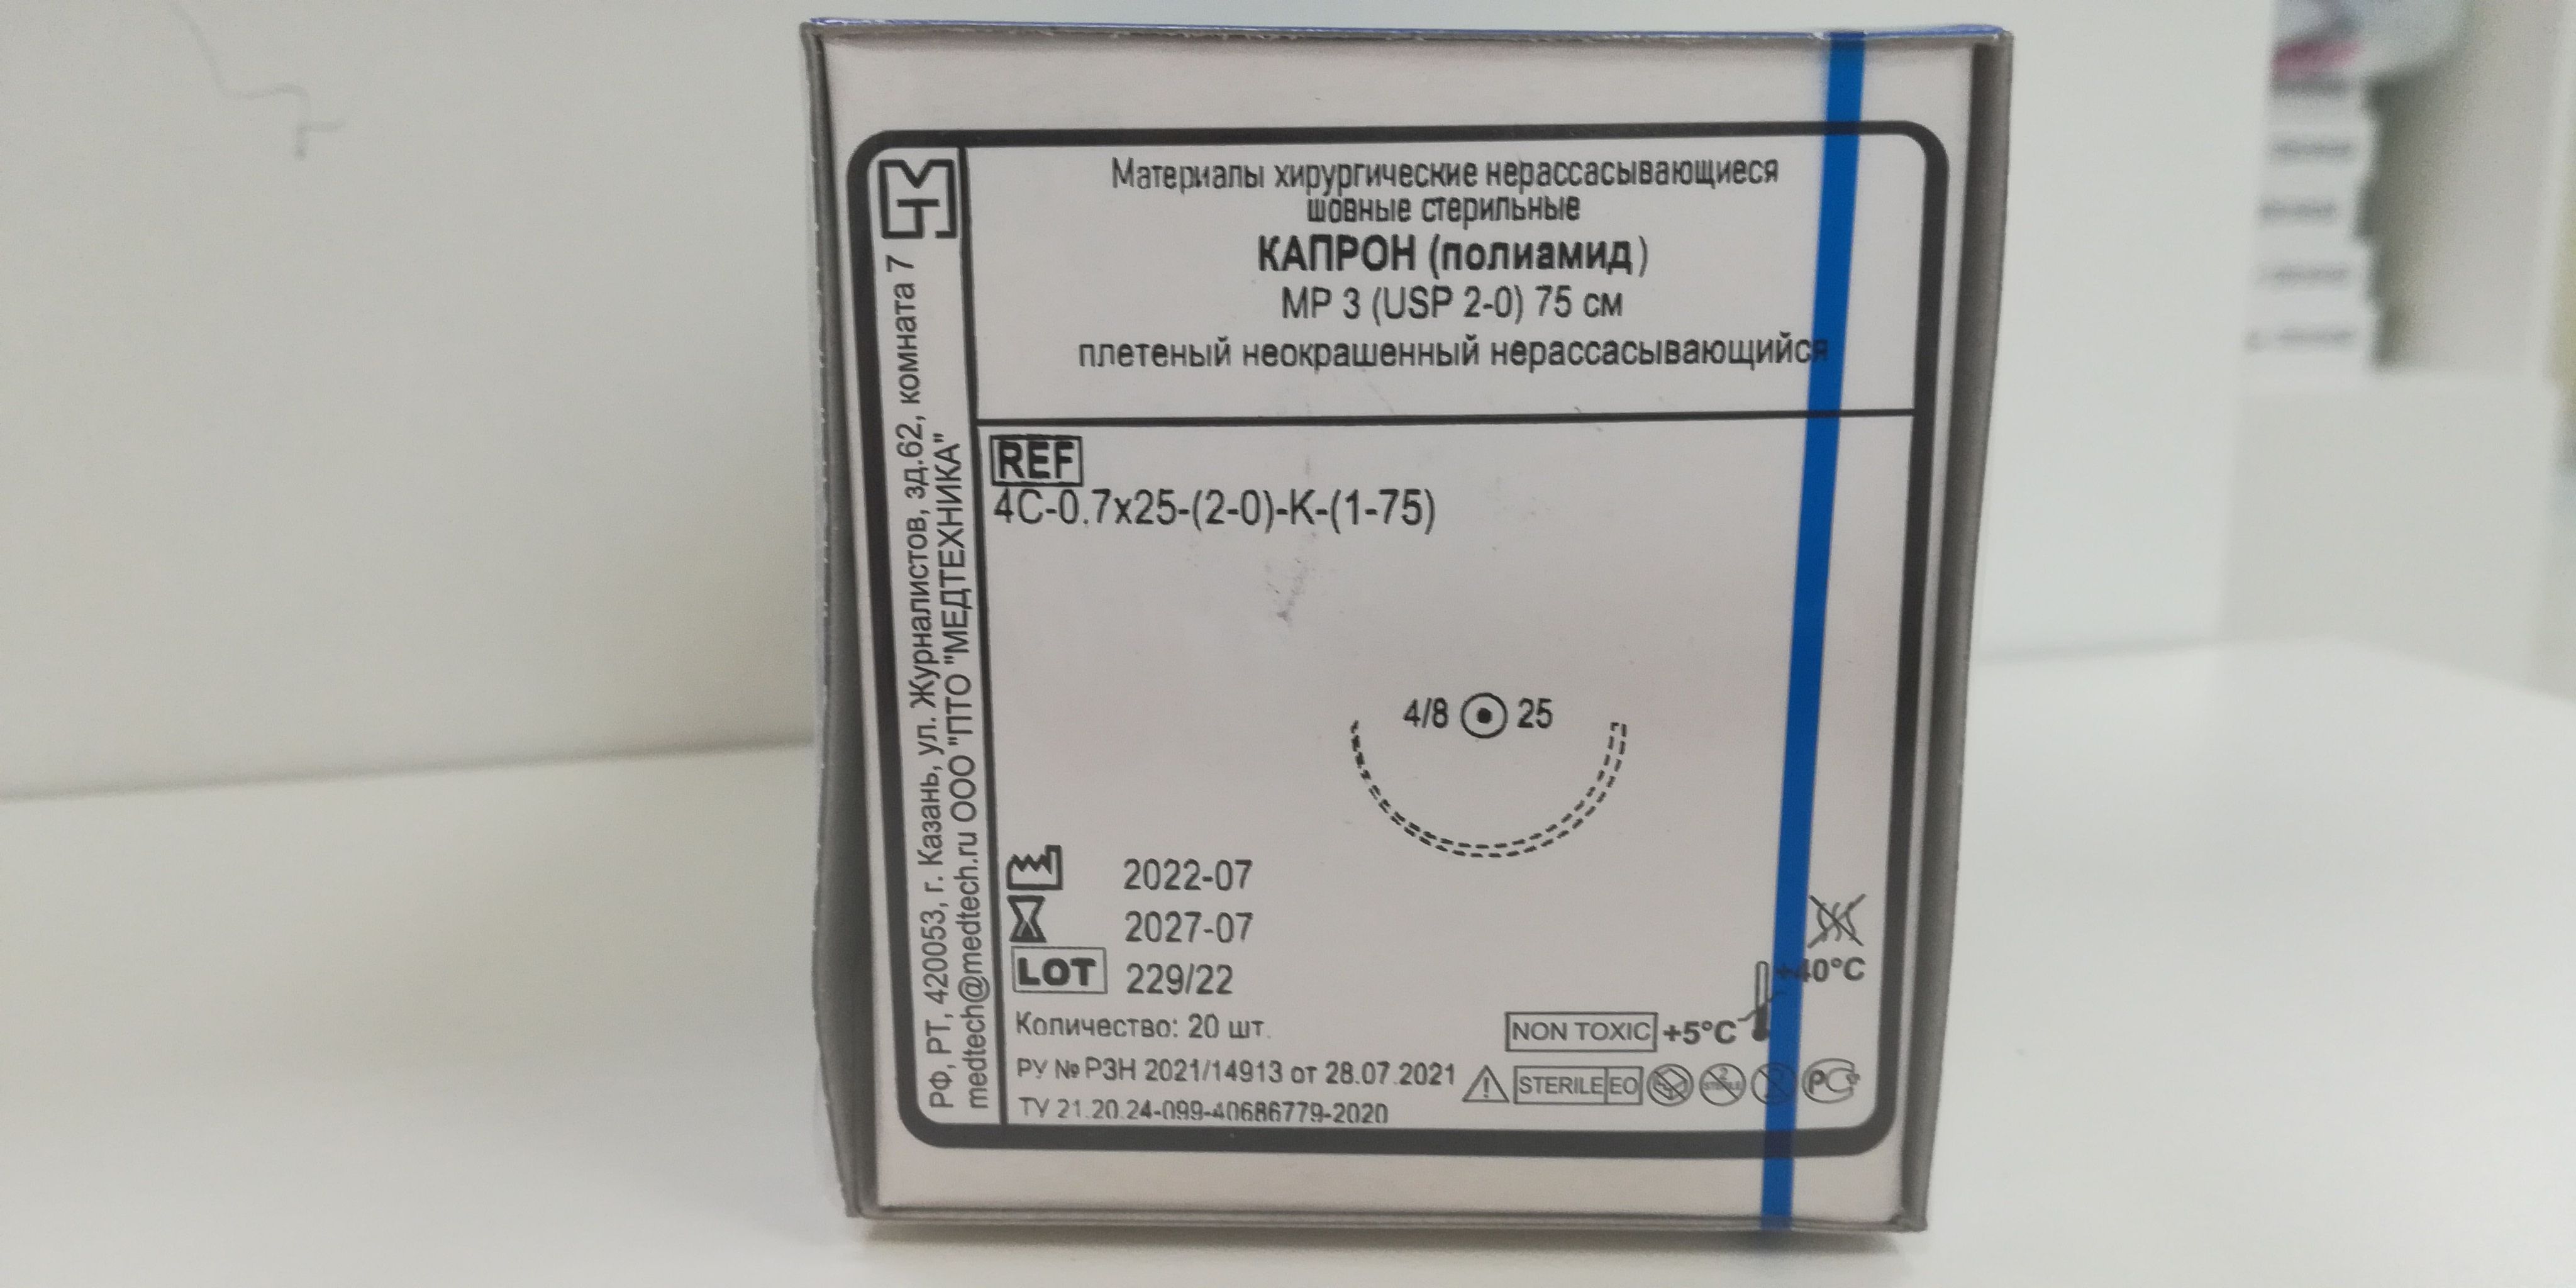 Материалы хирургические нерассасывающиеся
шовные стерильные
КАПРОН (полиамид)
МР 3 (USP 2-0) 75 см
плетеный неокрашенный нерассасывающийся
РФ, РТ, 420053, г. Казань, ул. Журналистов, зд.62, комната 7
medtech@medtech.ru ООО "ПТО "МЕДТЕХНИКА"
REF
4C-0.7x25-(2-0)-K-(1-75)
4/8 25
2022-07
2027-07
LOT 229/22
+40°C
Количество: 20 шт.
NON TOXIC +5°C
РУ № РЗН 2021/14913 от 28.07.2021
STERILE EO
ТУ 21.20.24-099-40686779-2020